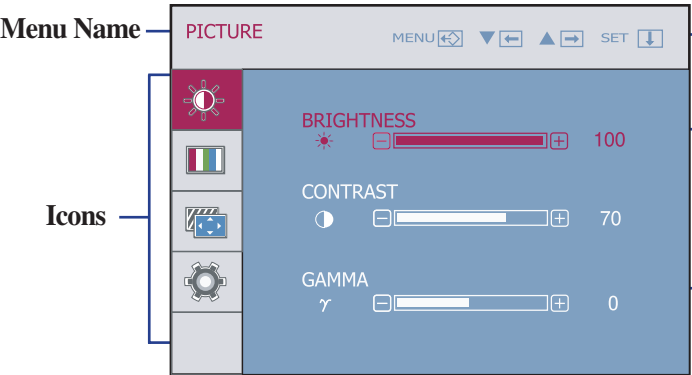 Menu Name
PICTURE
MENU SET
BRIGHTNESS
100
Icons
CONTRAST
70
GAMMA
γ 0